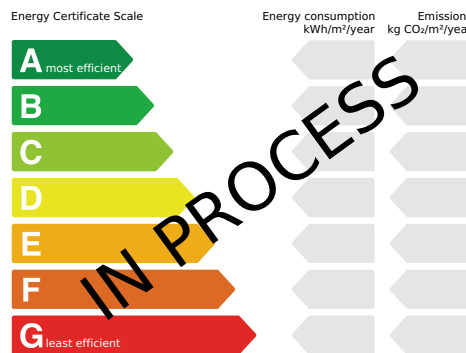 Energy Certificate Scale
Energy consumption
kWh/m²/year
Emission
kg CO₂/m²/year
A most efficient
B
C
D
E
F
G least efficient
IN PROCESS